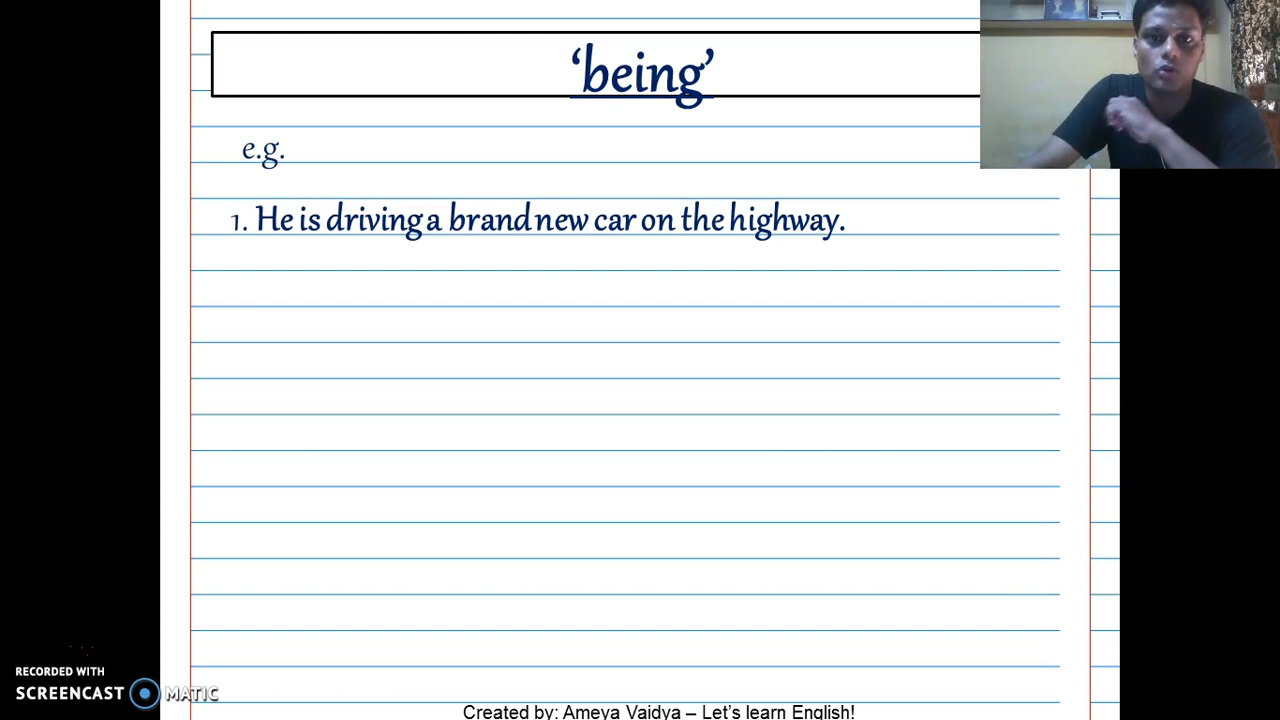 ‘being’
e.g.
1. He is driving a brand new car on the highway.
RECORDED WITH
SCREENCAST MATIC
Created by: Ameya Vaidya – Let’s learn English!